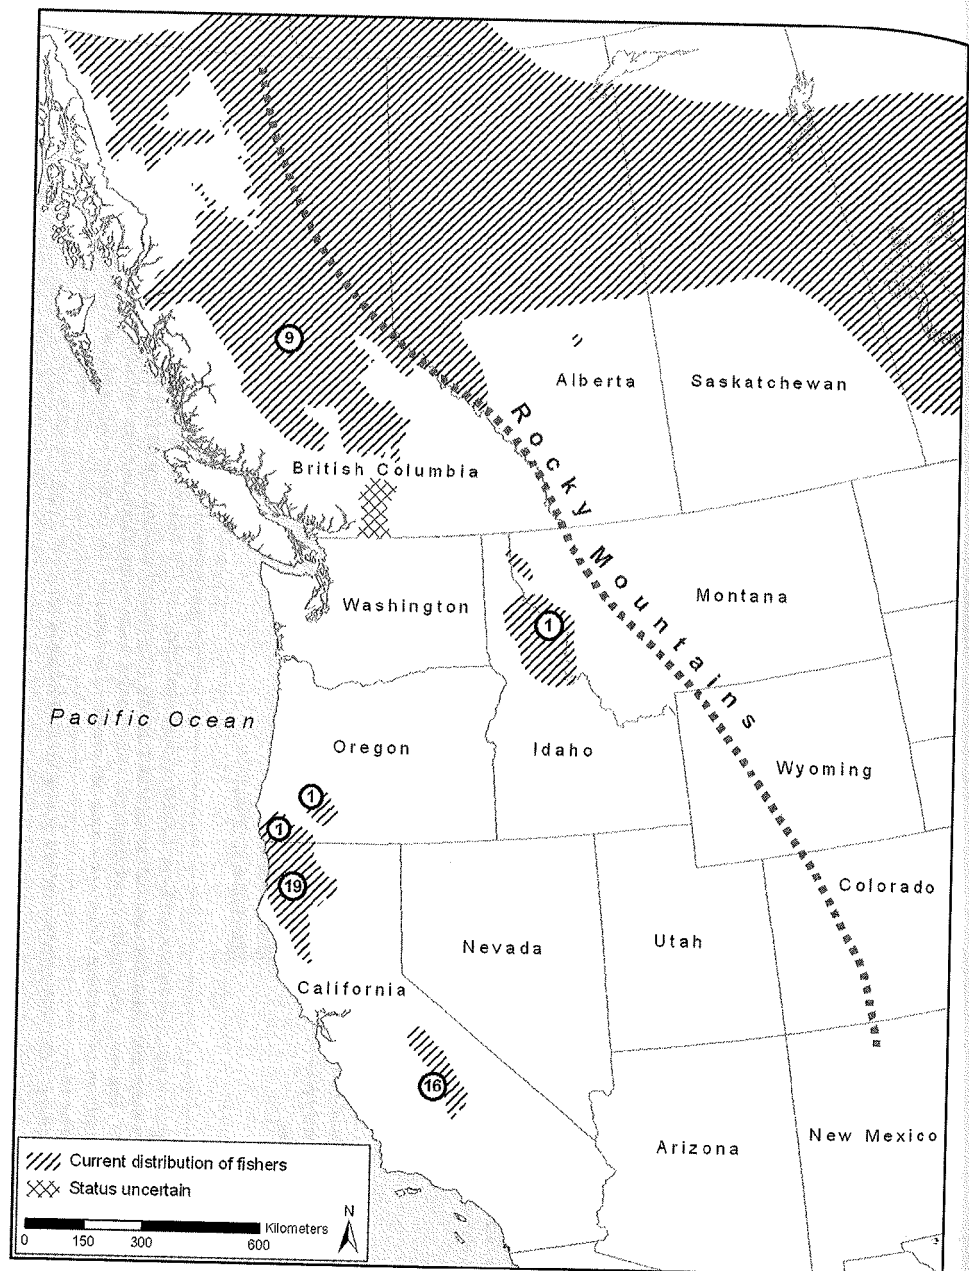 9
Alberta
Saskatchewan
Rocky Mountains
British Columbia
Washington
1
Montana
Pacific Ocean
Oregon
Idaho
Wyoming
1
1
19
Colorado
Nevada
Utah
California
16
Arizona
New Mexico
Current distribution of fishers
Status uncertain
N
Kilometers
0 150 300 600